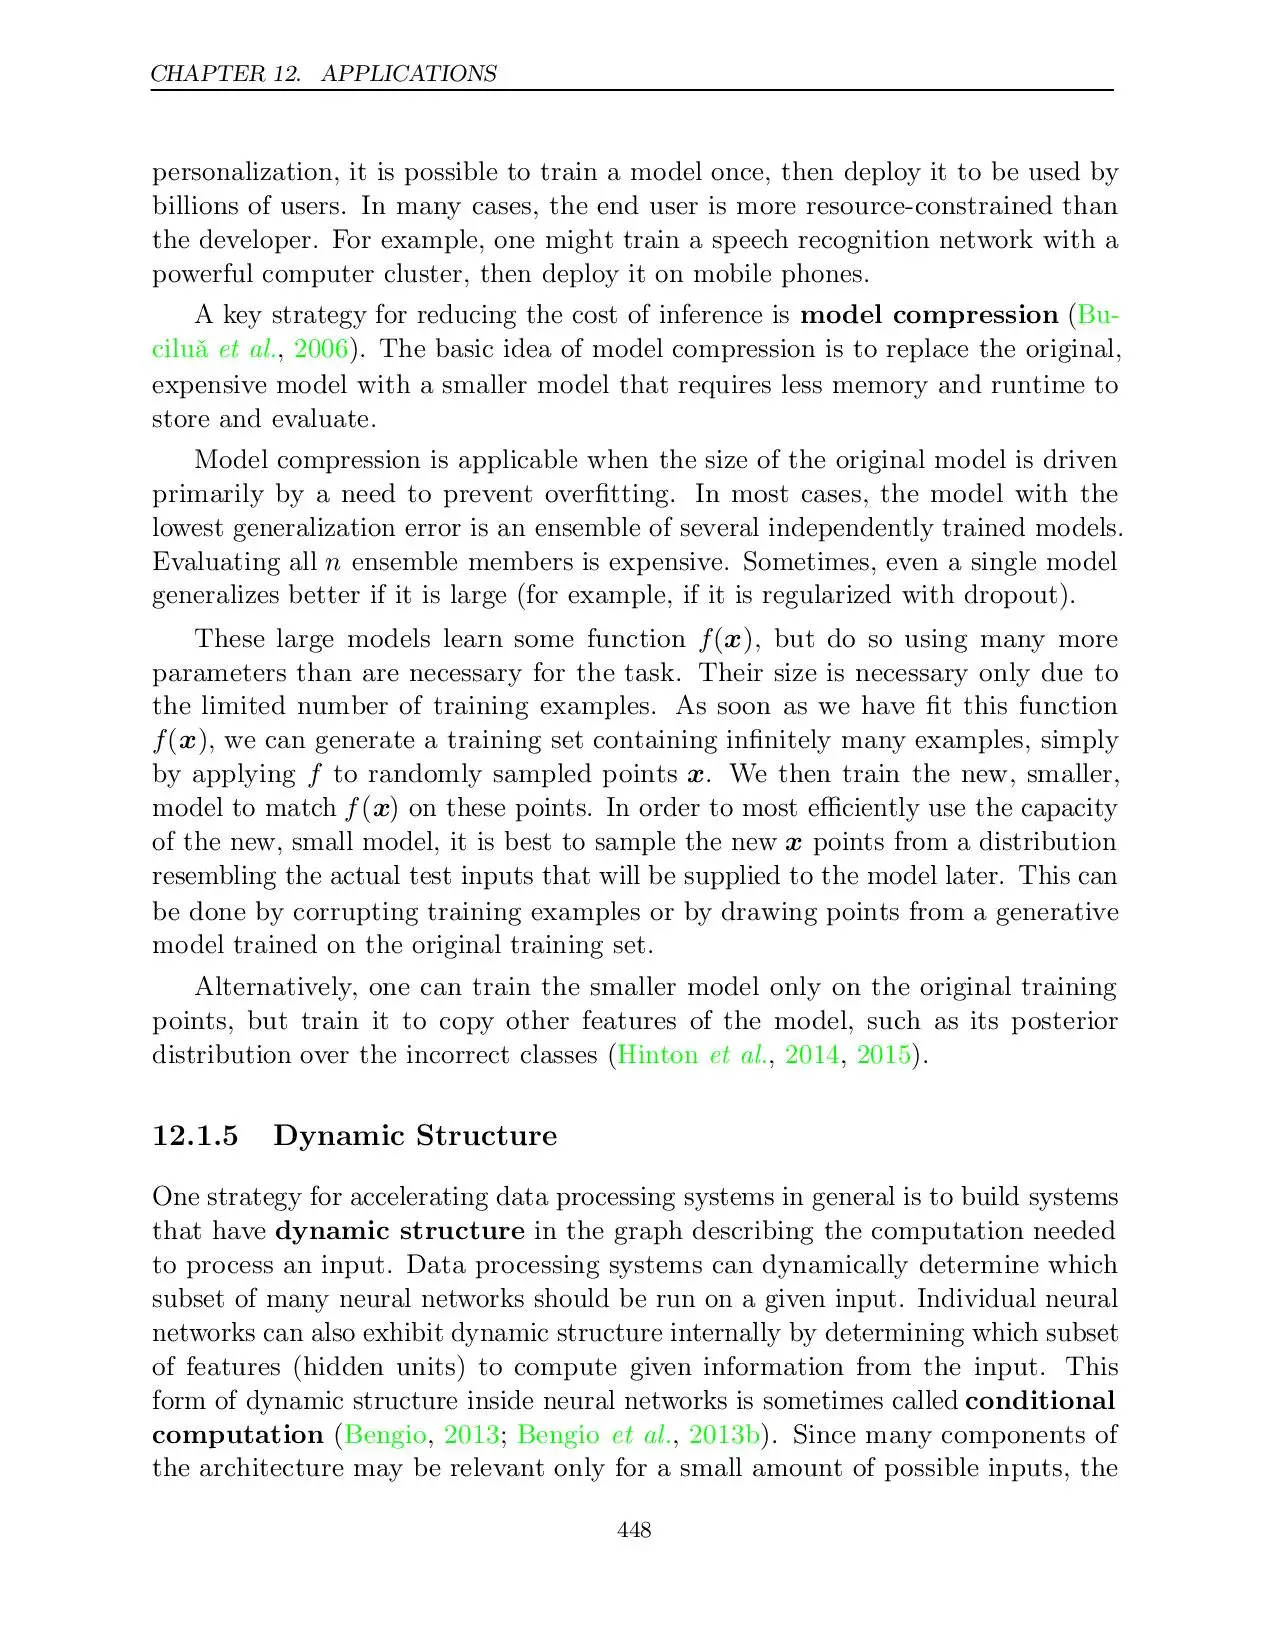 CHAPTER 12. APPLICATIONS
personalization, it is possible to train a model once, then deploy it to be used by
billions of users. In many cases, the end user is more resource-constrained than
the developer. For example, one might train a speech recognition network with a
powerful computer cluster, then deploy it on mobile phones.
A key strategy for reducing the cost of inference is model compression (Bu-
ciluǎ et al., 2006). The basic idea of model compression is to replace the original,
expensive model with a smaller model that requires less memory and runtime to
store and evaluate.
Model compression is applicable when the size of the original model is driven
primarily by a need to prevent overfitting. In most cases, the model with the
lowest generalization error is an ensemble of several independently trained models.
Evaluating all n ensemble members is expensive. Sometimes, even a single model
generalizes better if it is large (for example, if it is regularized with dropout).
These large models learn some function f(x), but do so using many more
parameters than are necessary for the task. Their size is necessary only due to
the limited number of training examples. As soon as we have fit this function
f(x), we can generate a training set containing infinitely many examples, simply
by applying f to randomly sampled points x. We then train the new, smaller,
model to match f(x) on these points. In order to most efficiently use the capacity
of the new, small model, it is best to sample the new x points from a distribution
resembling the actual test inputs that will be supplied to the model later. This can
be done by corrupting training examples or by drawing points from a generative
model trained on the original training set.
Alternatively, one can train the smaller model only on the original training
points, but train it to copy other features of the model, such as its posterior
distribution over the incorrect classes (Hinton et al., 2014, 2015).
12.1.5 Dynamic Structure
One strategy for accelerating data processing systems in general is to build systems
that have dynamic structure in the graph describing the computation needed
to process an input. Data processing systems can dynamically determine which
subset of many neural networks should be run on a given input. Individual neural
networks can also exhibit dynamic structure internally by determining which subset
of features (hidden units) to compute given information from the input. This
form of dynamic structure inside neural networks is sometimes called conditional
computation (Bengio, 2013; Bengio et al., 2013b). Since many components of
the architecture may be relevant only for a small amount of possible inputs, the
448